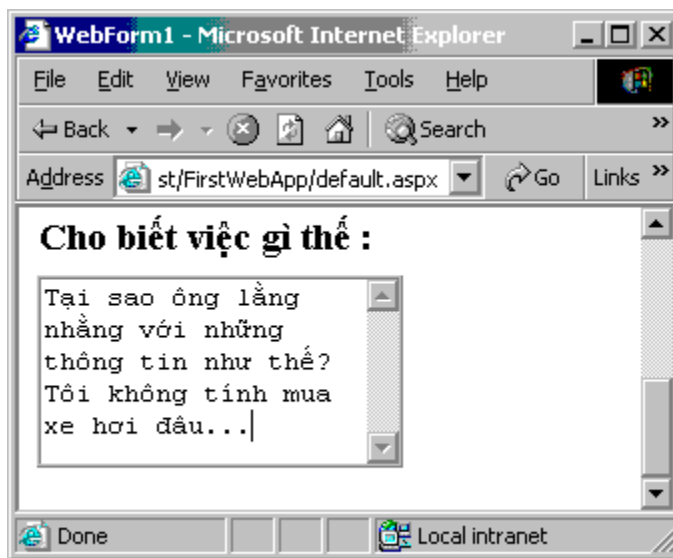 WebForm1 - Microsoft Internet Explorer
File Edit View Favorites Tools Help
Back Search »
Address st/FirstWebApp/default.aspx Go Links »
Cho biết việc gì thế :
Tại sao ông lằng
nhằng với những
thông tin như thế?
Tôi không tính mua
xe hơi đâu...
Done Local intranet